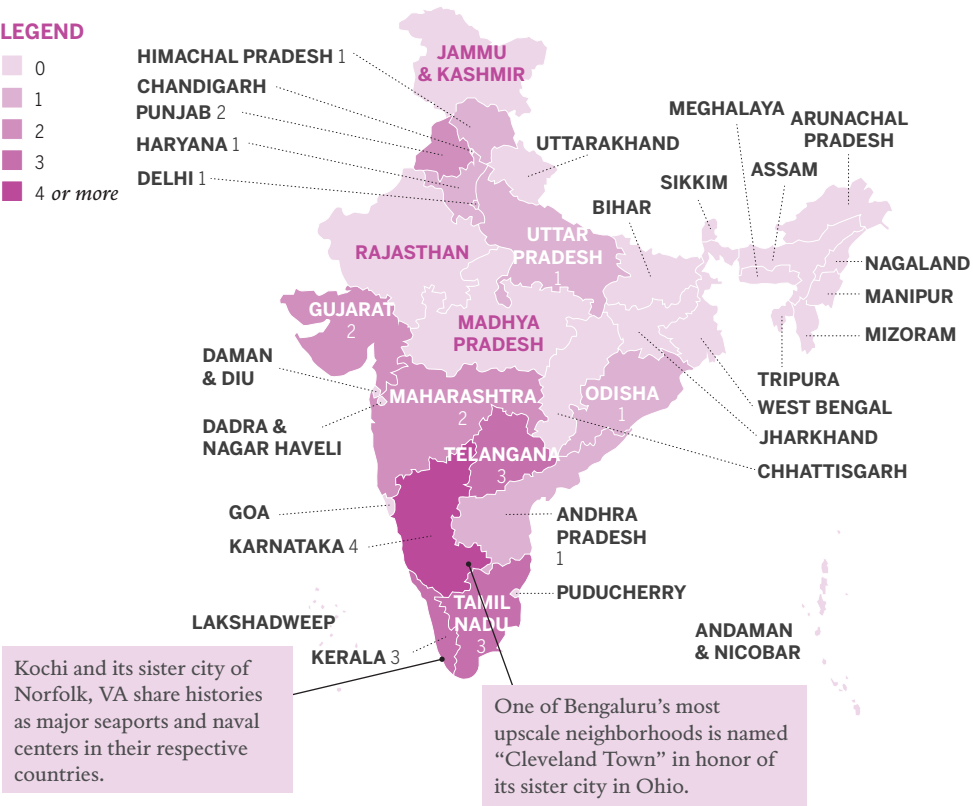 LEGEND
0
1
2
3
4 or more
HIMACHAL PRADESH 1
CHANDIGARH
PUNJAB 2
HARYANA 1
DELHI 1
JAMMU
& KASHMIR
UTTARAKHAND
MEGHALAYA
ARUNACHAL
PRADESH
ASSAM
SIKKIM
BIHAR
UTTAR
PRADESH
1
RAJASTHAN
NAGALAND
MANIPUR
MIZORAM
TRIPURA
WEST BENGAL
JHARKHAND
CHHATTISGARH
GUJARAT
2
MADHYA
PRADESH
DAMAN
& DIU
DADRA &
NAGAR HAVELI
MAHARASHTRA
2
ODISHA
1
TELANGANA
3
GOA
KARNATAKA 4
ANDHRA
PRADESH
1
PUDUCHERRY
TAMIL
NADU
3
LAKSHADWEEP
KERALA 3
ANDAMAN
& NICOBAR
Kochi and its sister city of
Norfolk, VA share histories
as major seaports and naval
centers in their respective
countries.
One of Bengaluru’s most
upscale neighborhoods is named
“Cleveland Town” in honor of
its sister city in Ohio.